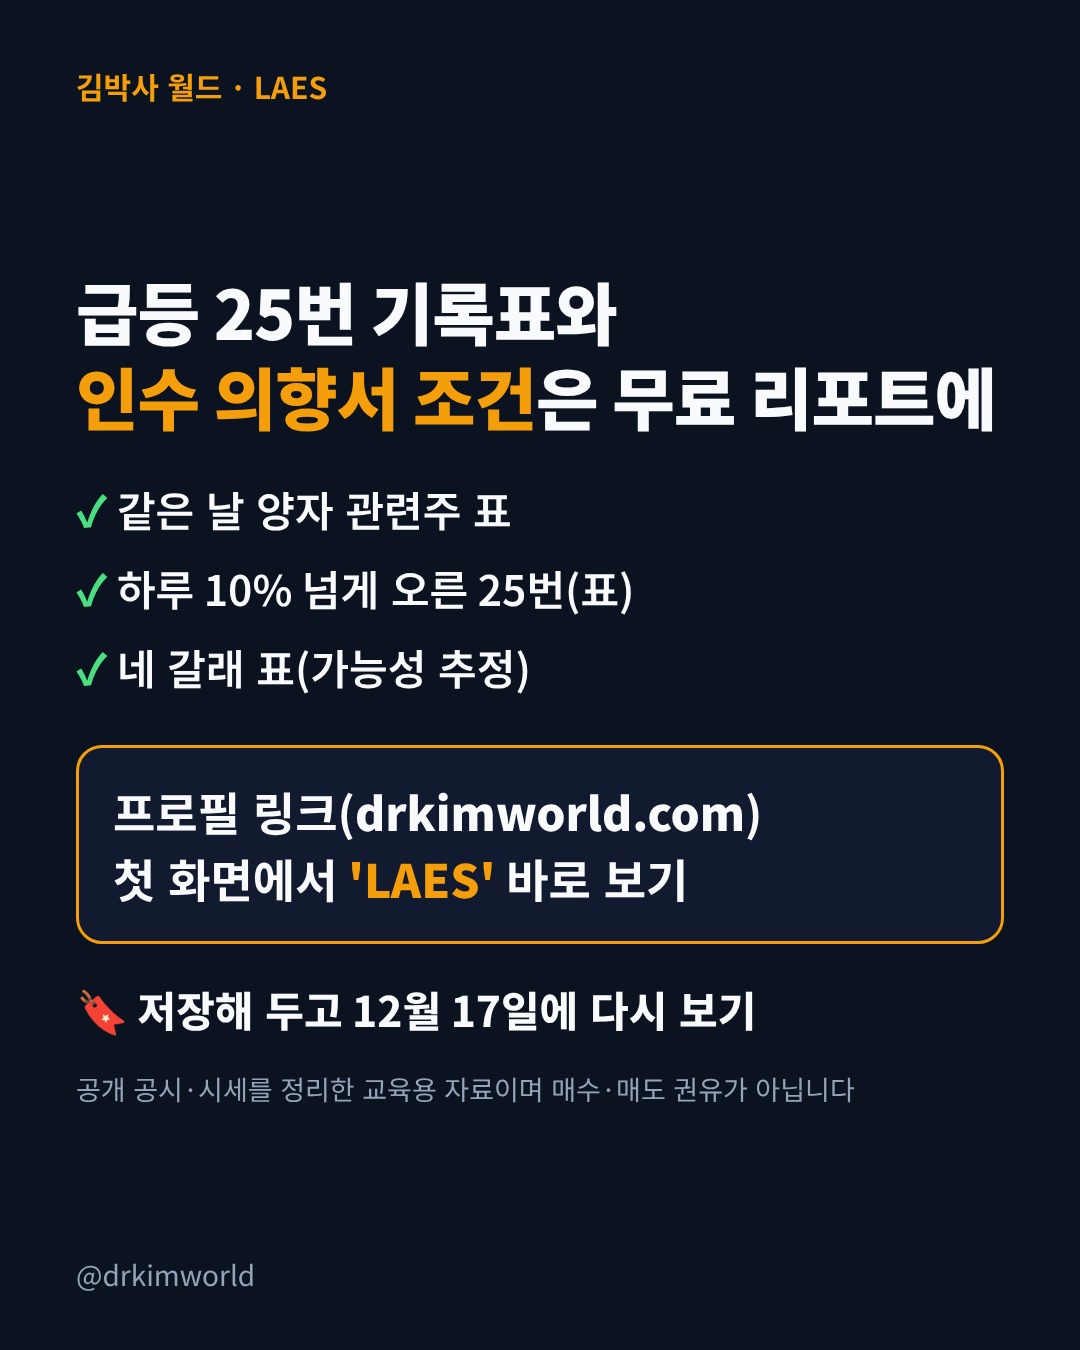 김박사 월드 · LAES
급등 25번 기록표와
인수 의향서 조건은 무료 리포트에
✓ 같은 날 양자 관련주 표
✓ 하루 10% 넘게 오른 25번(표)
✓ 네 갈래 표(가능성 추정)
프로필 링크(drkimworld.com)
첫 화면에서 'LAES' 바로 보기
🔖 저장해 두고 12월 17일에 다시 보기
공개 공시·시세를 정리한 교육용 자료이며 매수·매도 권유가 아닙니다
@drkimworld